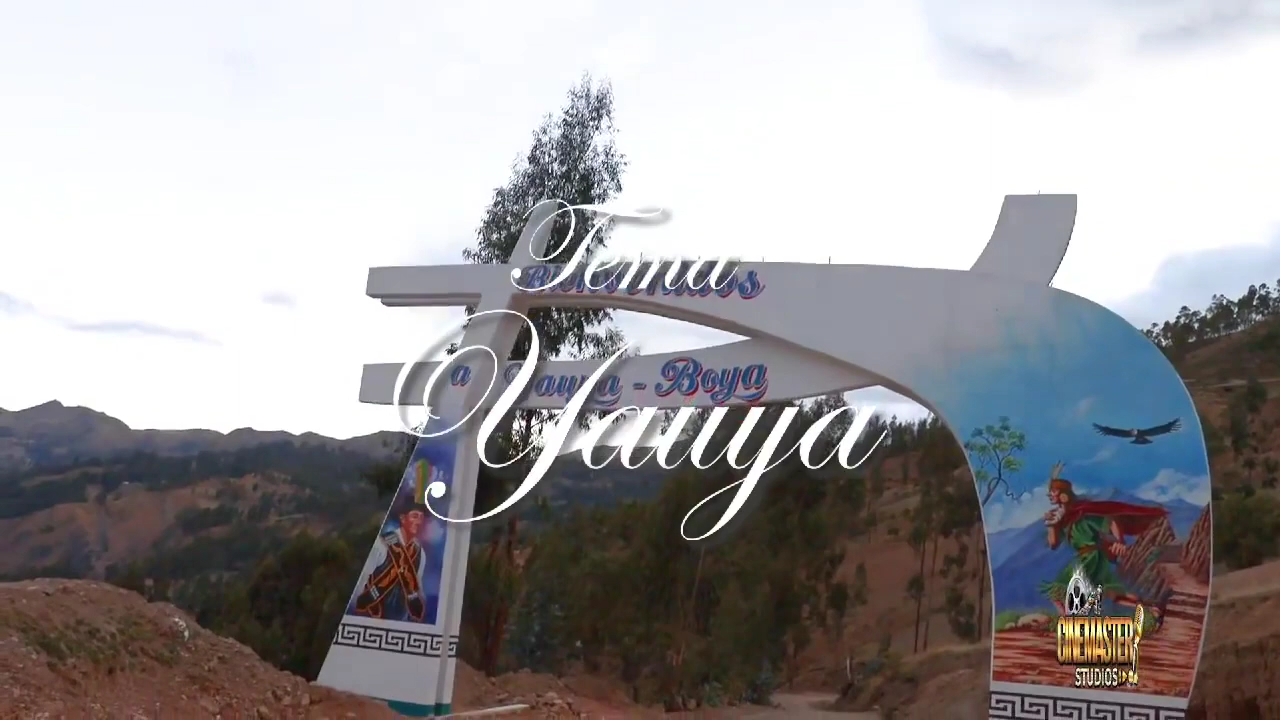 Tema
Bienvenidos
a Yauya - Boya
Yauya
CINEMASTER
STUDIOS